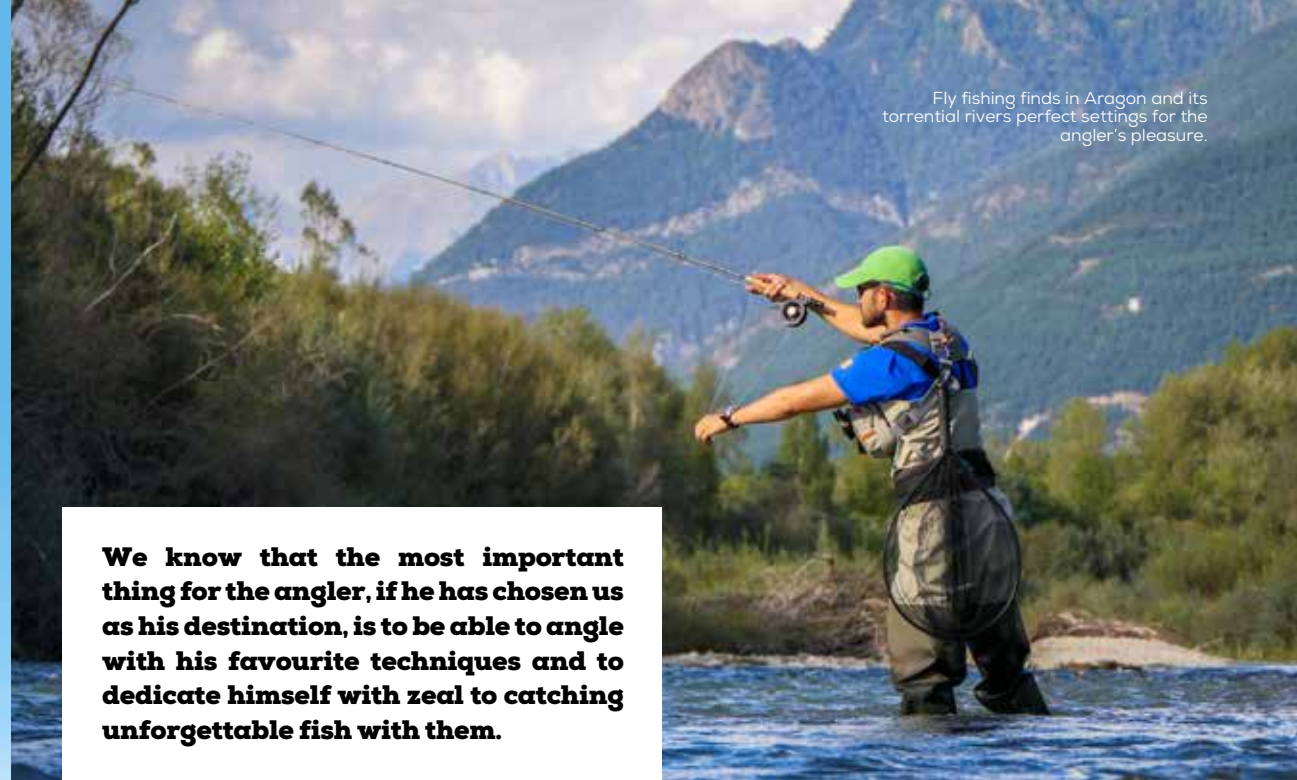 Fly fishing finds in Aragon and its
torrential rivers perfect settings for the
angler's pleasure.
We know that the most important
thing for the angler, if he has chosen us
as his destination, is to be able to angle
with his favourite techniques and to
dedicate himself with zeal to catching
unforgettable fish with them.